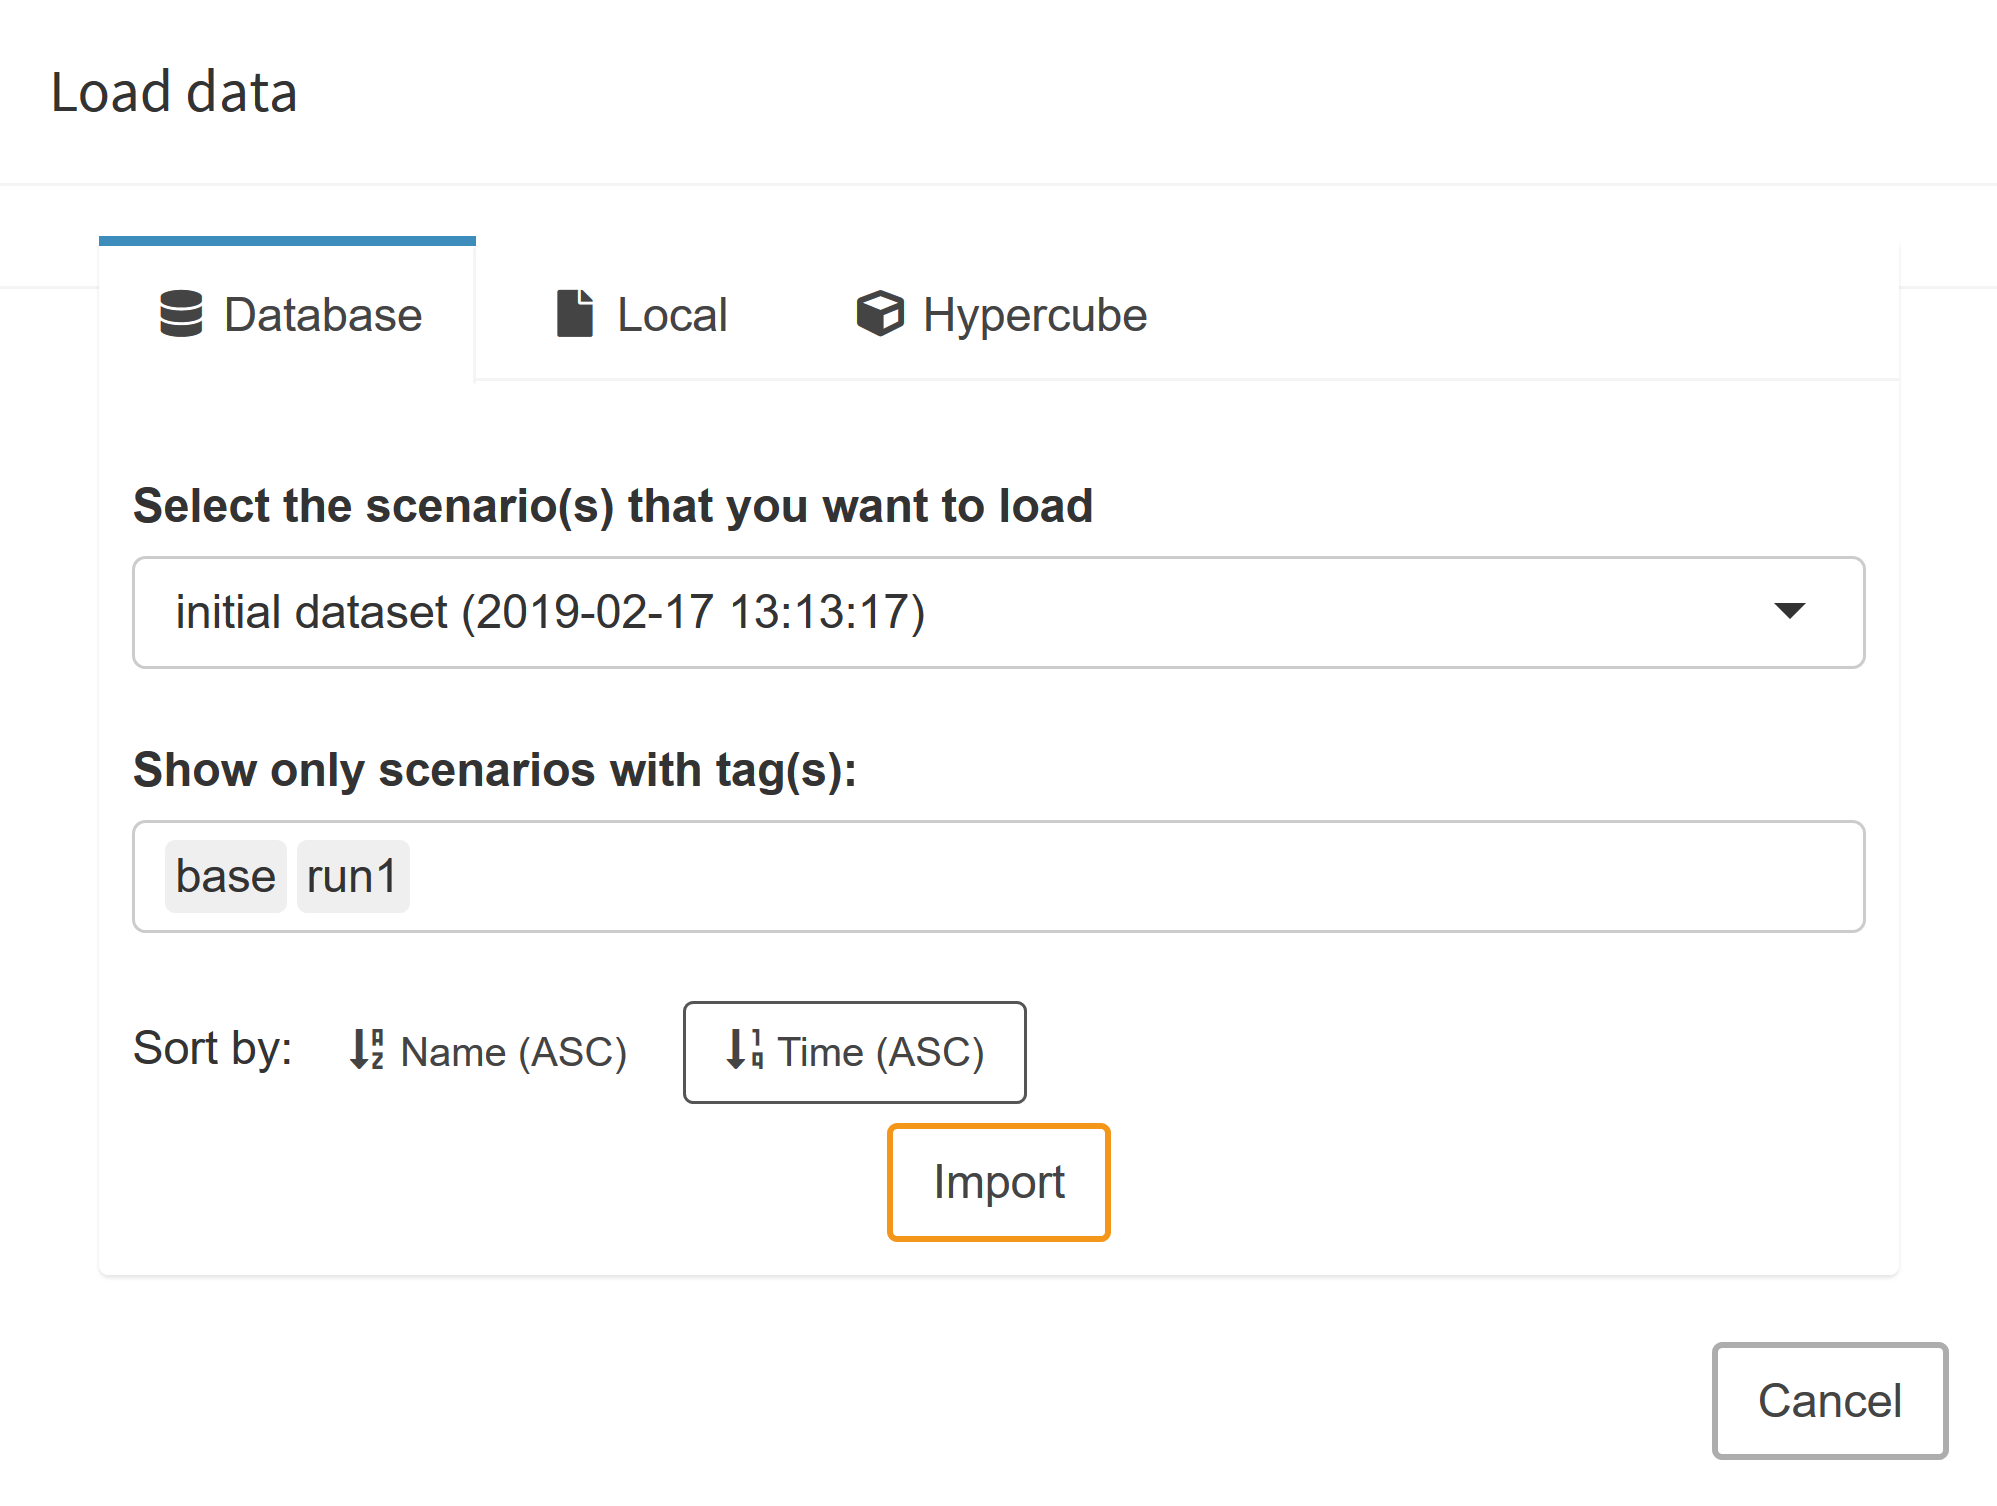 Load data
Database Local Hypercube
Select the scenario(s) that you want to load
initial dataset (2019-02-17 13:13:17)
Show only scenarios with tag(s):
base run1
Sort by: Name (ASC) Time (ASC)
Import
Cancel